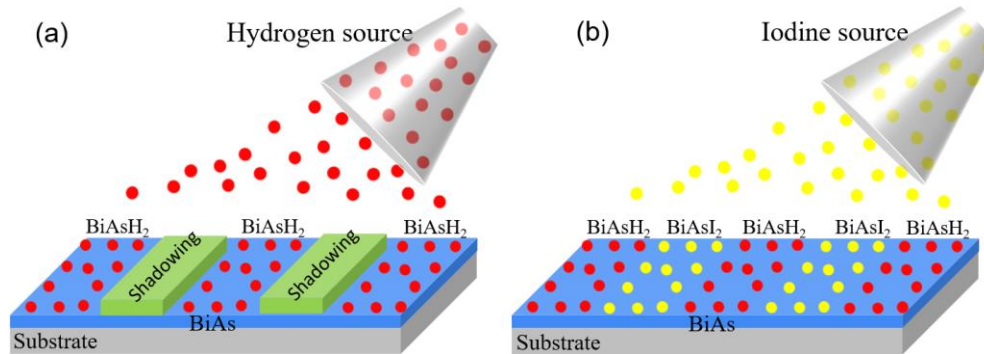 (a)
Hydrogen source
BiAsH₂
BiAsH₂
BiAsH₂
Shadowing
Shadowing
BiAs
Substrate
(b)
Iodine source
BiAsH₂
BiAsI₂
BiAsH₂
BiAsI₂
BiAsH₂
BiAs
Substrate